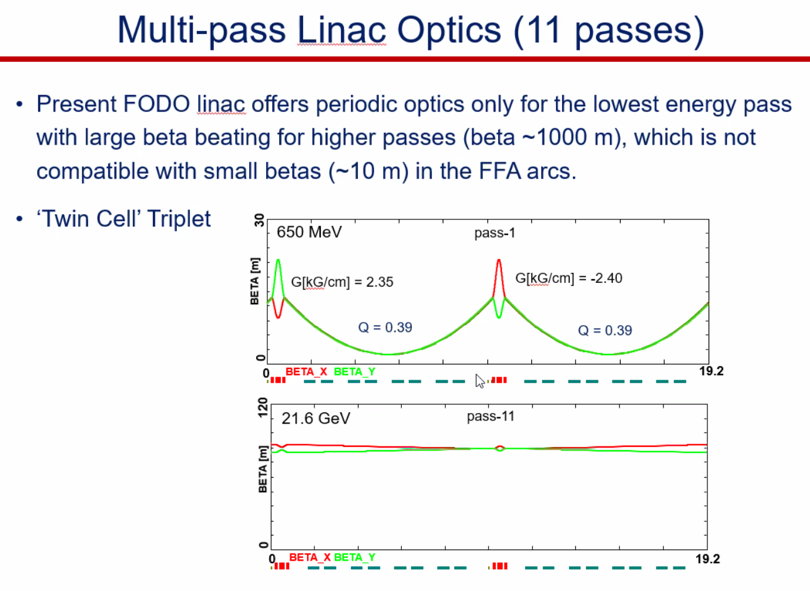 Multi-pass Linac Optics (11 passes)
• Present FODO linac offers periodic optics only for the lowest energy pass
with large beta beating for higher passes (beta ~1000 m), which is not
compatible with small betas (~10 m) in the FFA arcs.
• ‘Twin Cell’ Triplet
30
650 MeV
pass-1
BETA [m]
G[kG/cm] = 2.35
G[kG/cm] = -2.40
Q = 0.39
Q = 0.39
0
0
BETA_X BETA_Y
19.2
120
21.6 GeV
pass-11
BETA [m]
0
0
BETA_X BETA_Y
19.2